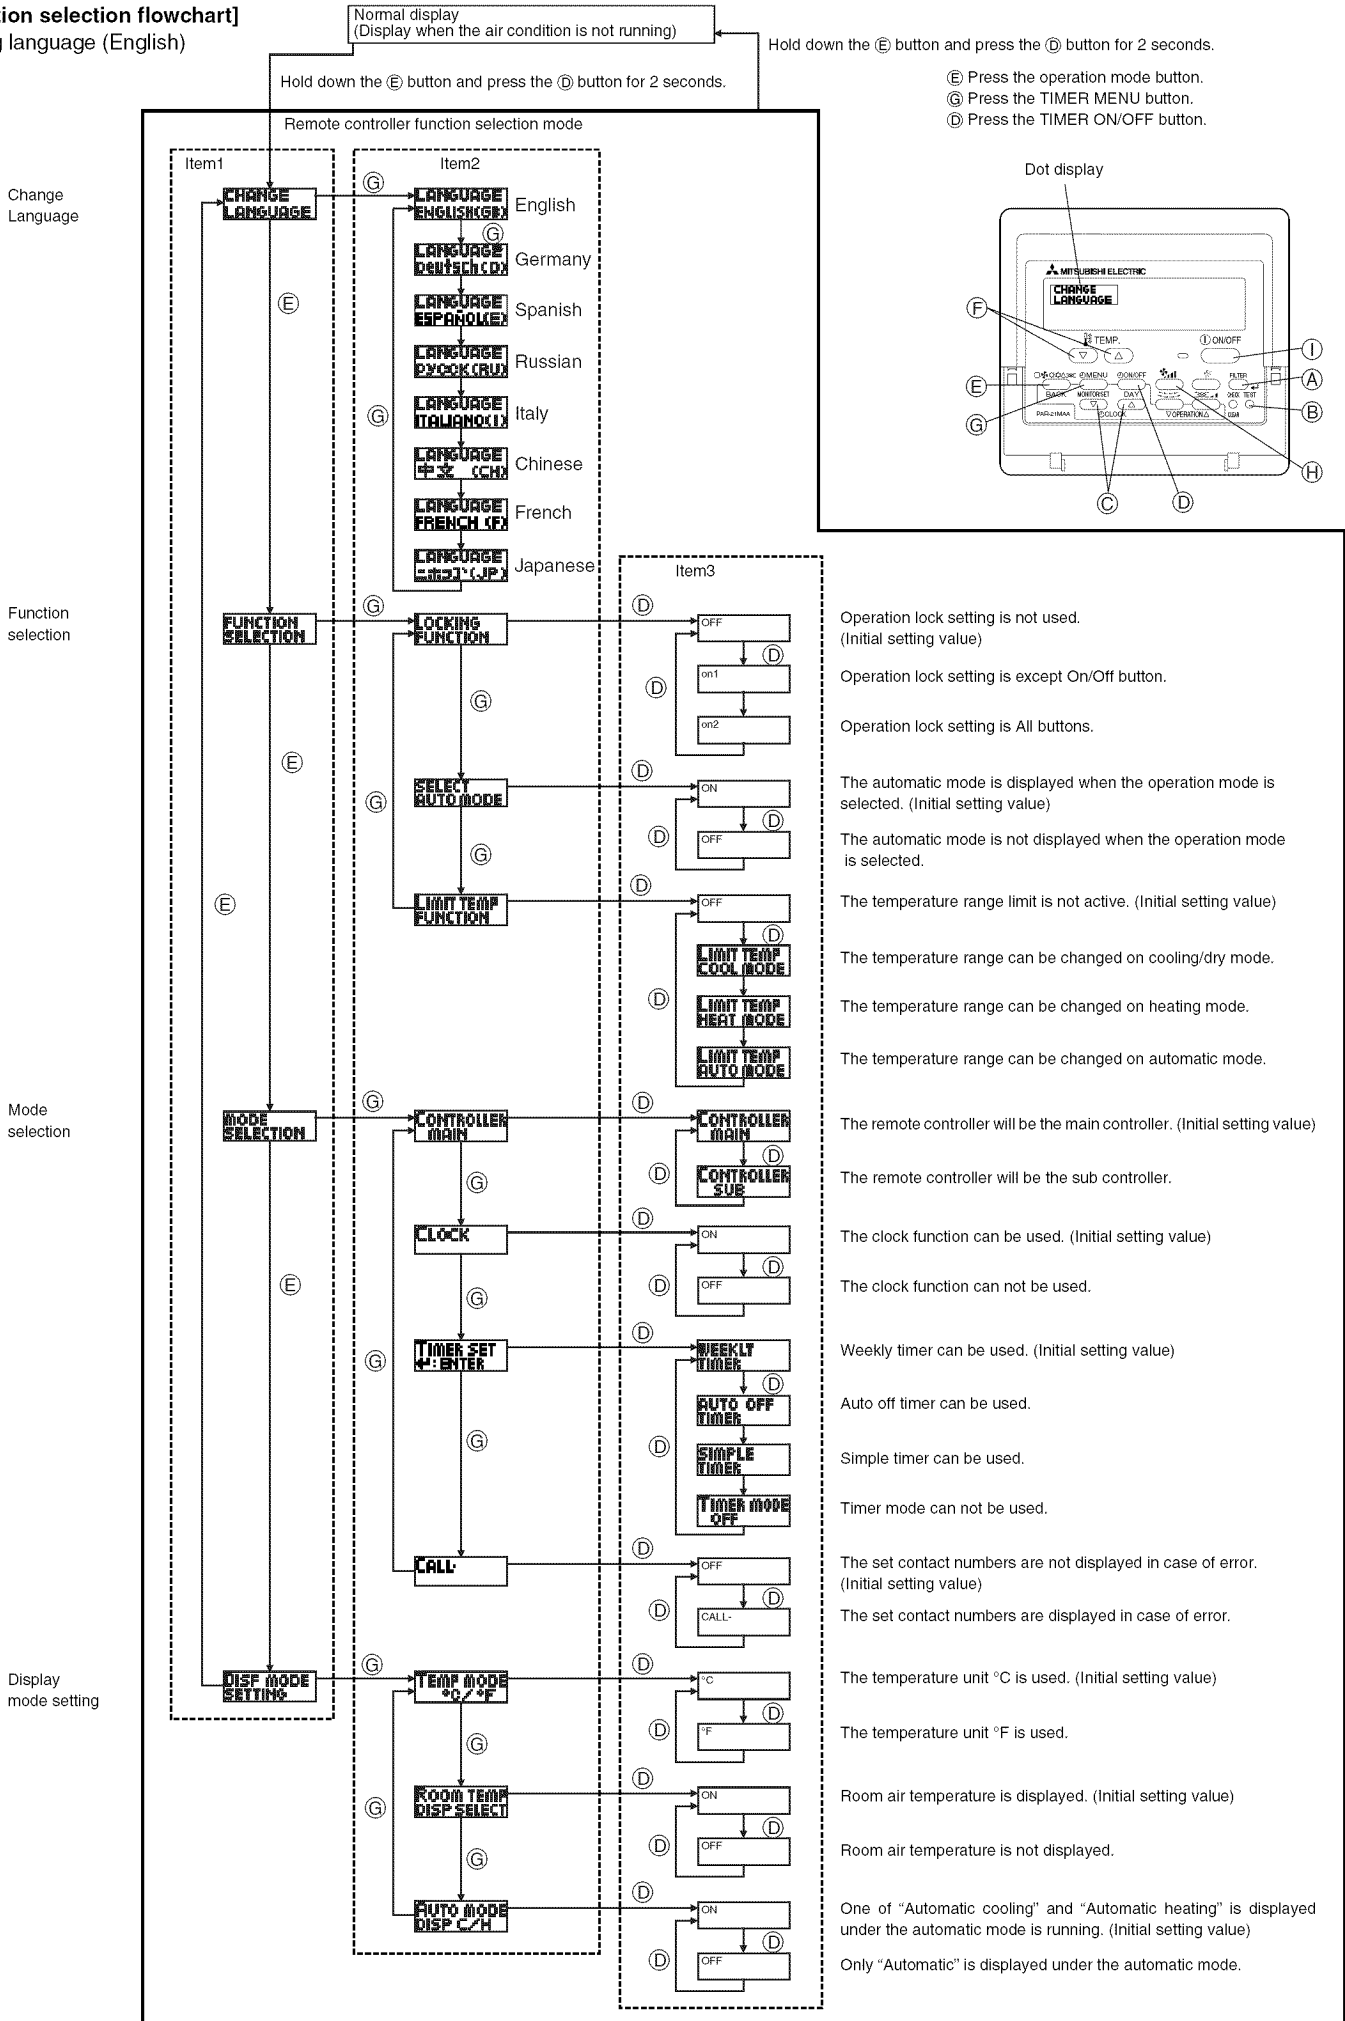 tion selection flowchart]
g language (English)
Normal display
(Display when the air condition is not running)
Hold down the Ⓔ button and press the Ⓓ button for 2 seconds.
Hold down the Ⓔ button and press the Ⓓ button for 2 seconds.
Ⓔ Press the operation mode button.
Ⓖ Press the TIMER MENU button.
Ⓓ Press the TIMER ON/OFF button.
Remote controller function selection mode
Item1
Item2
Dot display
MITSUBISHI ELECTRIC
CHANGE
LANGUAGE
TEMP.
ON/OFF
MENU
ON/OFF
FILTER
BACK
MONITOR/SET
DAY
CHECK TEST
PAR-21MAA
CLOCK
▽OPERATION△
CLEAR
Ⓕ
Ⓔ
Ⓖ
Ⓘ
Ⓐ
Ⓑ
Ⓗ
Ⓒ
Ⓓ
Change
Language
CHANGE
LANGUAGE
Ⓖ
LANGUAGE
ENGLISH(GB)
English
Ⓖ
LANGUAGE
Deutsch(D)
Germany
Ⓔ
LANGUAGE
ESPAÑOL(E)
Spanish
LANGUAGE
РУССК(RU)
Russian
Ⓖ
LANGUAGE
ITALIANO(I)
Italy
LANGUAGE
中文 (CH)
Chinese
LANGUAGE
FRENCH (F)
French
LANGUAGE
ニホンゴ(JP)
Japanese
Item3
Function
selection
FUNCTION
SELECTION
Ⓖ
LOCKING
FUNCTION
Ⓓ
OFF
Operation lock setting is not used.
(Initial setting value)
Ⓓ
Ⓓ
on1
Operation lock setting is except On/Off button.
Ⓖ
on2
Operation lock setting is All buttons.
Ⓔ
SELECT
AUTO MODE
Ⓓ
ON
The automatic mode is displayed when the operation mode is
selected. (Initial setting value)
Ⓖ
Ⓓ
Ⓓ
OFF
The automatic mode is not displayed when the operation mode
is selected.
Ⓖ
Ⓔ
LIMIT TEMP
FUNCTION
Ⓓ
OFF
The temperature range limit is not active. (Initial setting value)
Ⓓ
LIMIT TEMP
COOL MODE
The temperature range can be changed on cooling/dry mode.
Ⓓ
LIMIT TEMP
HEAT MODE
The temperature range can be changed on heating mode.
LIMIT TEMP
AUTO MODE
The temperature range can be changed on automatic mode.
Mode
selection
MODE
SELECTION
Ⓖ
CONTROLLER
MAIN
Ⓓ
CONTROLLER
MAIN
The remote controller will be the main controller. (Initial setting value)
Ⓓ
Ⓓ
CONTROLLER
SUB
The remote controller will be the sub controller.
Ⓖ
CLOCK
Ⓓ
ON
The clock function can be used. (Initial setting value)
Ⓔ
Ⓓ
Ⓓ
OFF
The clock function can not be used.
Ⓖ
TIMER SET
↵: ENTER
Ⓓ
WEEKLY
TIMER
Weekly timer can be used. (Initial setting value)
Ⓖ
Ⓓ
AUTO OFF
TIMER
Auto off timer can be used.
Ⓖ
Ⓓ
SIMPLE
TIMER
Simple timer can be used.
TIMER MODE
OFF
Timer mode can not be used.
CALL-
Ⓓ
OFF
The set contact numbers are not displayed in case of error.
(Initial setting value)
Ⓓ
Ⓓ
CALL-
The set contact numbers are displayed in case of error.
Display
mode setting
DISP MODE
SETTING
Ⓖ
TEMP MODE
°C/°F
Ⓓ
°C
The temperature unit °C is used. (Initial setting value)
Ⓓ
Ⓓ
°F
The temperature unit °F is used.
Ⓖ
ROOM TEMP
DISP SELECT
Ⓓ
ON
Room air temperature is displayed. (Initial setting value)
Ⓖ
Ⓓ
Ⓓ
OFF
Room air temperature is not displayed.
Ⓖ
AUTO MODE
DISP C/H
Ⓓ
ON
One of “Automatic cooling” and “Automatic heating” is displayed
under the automatic mode is running. (Initial setting value)
Ⓓ
Ⓓ
OFF
Only “Automatic” is displayed under the automatic mode.